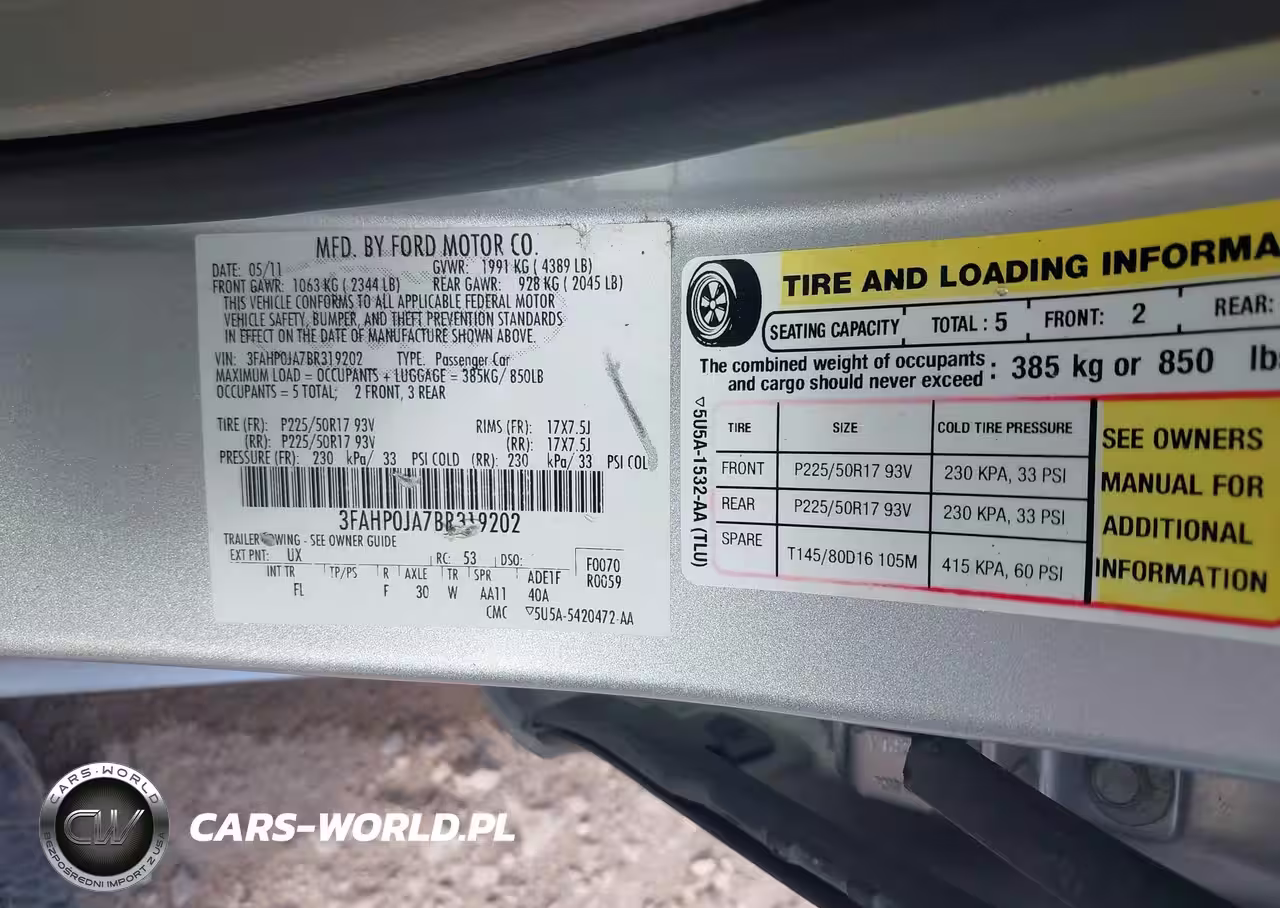 MFD. BY FORD MOTOR CO.
DATE: 05/11 GVWR: 1991 KG ( 4389 LB)
FRONT GAWR: 1063 KG ( 2344 LB) REAR GAWR: 928 KG ( 2045 LB)
THIS VEHICLE CONFORMS TO ALL APPLICABLE FEDERAL MOTOR
VEHICLE SAFETY, BUMPER, AND THEFT PREVENTION STANDARDS
IN EFFECT ON THE DATE OF MANUFACTURE SHOWN ABOVE.
VIN: 3FAHP0JA7BR319202 TYPE: Passenger Car
MAXIMUM LOAD = OCCUPANTS + LUGGAGE = 385KG/ 850LB
OCCUPANTS = 5 TOTAL; 2 FRONT, 3 REAR
TIRE (FR): P225/50R17 93V RIMS (FR): 17X7.5J
(RR): P225/50R17 93V (RR): 17X7.5J
PRESSURE (FR): 230 kPa/ 33 PSI COLD (RR): 230 kPa/ 33 PSI COL
3FAHP0JA7BR319202
TRAILER - SEE OWNER GUIDE
EXT PNT: UX RC: 53 DSO: F0070
R0059
INT TR TP/PS R AXLE TR SPR ADE1F
FL F 30 W AA11 40A
CMC ▽5U5A-5420472-AA
TIRE AND LOADING INFORMA
SEATING CAPACITY TOTAL : 5 FRONT: 2 REAR:
The combined weight of occupants
and cargo should never exceed : 385 kg or 850 lbs
▽5U5A-1532-AA (TLU)
TIRE SIZE COLD TIRE PRESSURE
FRONT P225/50R17 93V 230 KPA, 33 PSI
REAR P225/50R17 93V 230 KPA, 33 PSI
SPARE T145/80D16 105M 415 KPA, 60 PSI
SEE OWNERS
MANUAL FOR
ADDITIONAL
INFORMATION
CARS-WORLD
CW
BEZPOŚREDNI IMPORT Z USA
CARS-WORLD.PL